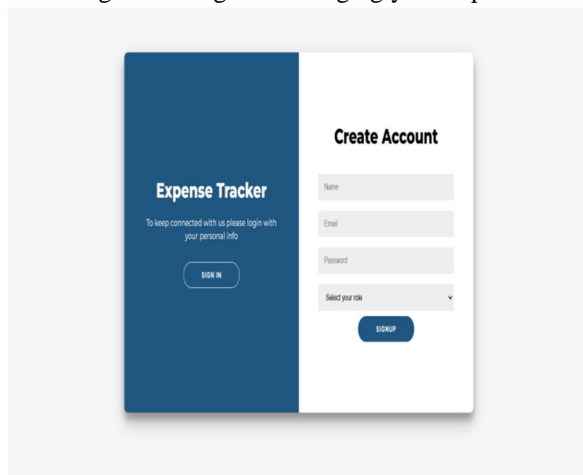 Expense Tracker
To keep connected with us please login with
your personal info
SIGN IN
Create Account
Name
Email
Password
Select your role
SIGNUP